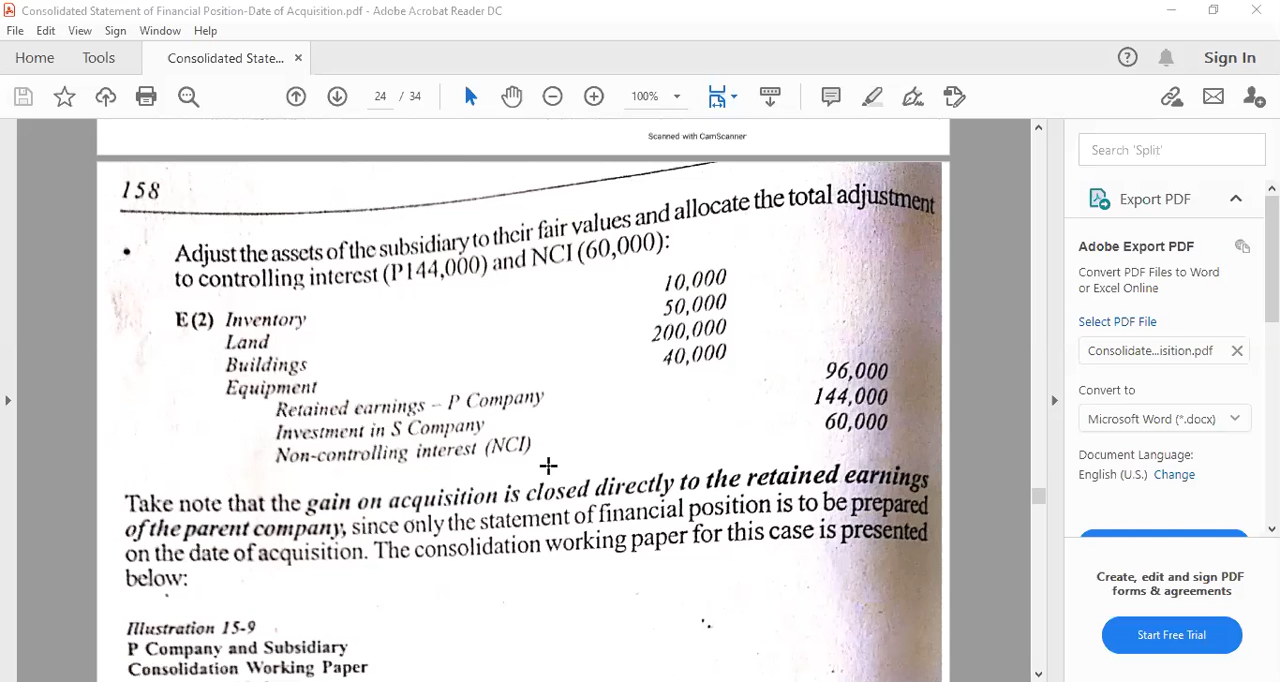 Consolidated Statement of Financial Position-Date of Acquisition.pdf - Adobe Acrobat Reader DC
File Edit View Sign Window Help
Home Tools Consolidated State... × Sign In
24 / 34 100%
Scanned with CamScanner
158
• Adjust the assets of the subsidiary to their fair values and allocate the total adjustment
to controlling interest (P144,000) and NCI (60,000):
E(2) Inventory 10,000
Land 50,000
Buildings 200,000
Equipment 40,000
Retained earnings – P Company 96,000
Investment in S Company 144,000
Non-controlling interest (NCI) 60,000
Take note that the gain on acquisition is closed directly to the retained earnings
of the parent company, since only the statement of financial position is to be prepared
on the date of acquisition. The consolidation working paper for this case is presented
below:
Illustration 15-9
P Company and Subsidiary
Consolidation Working Paper
Search 'Split'
Export PDF
Adobe Export PDF
Convert PDF Files to Word
or Excel Online
Select PDF File
Consolidate...isition.pdf
Convert to
Microsoft Word (*.docx)
Document Language:
English (U.S.) Change
Create, edit and sign PDF
forms & agreements
Start Free Trial